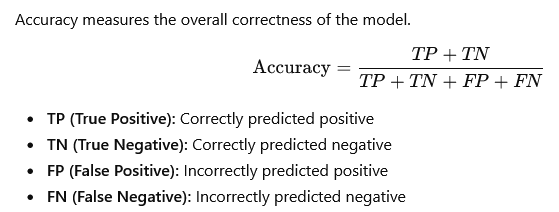 Accuracy measures the overall correctness of the model.
Accuracy = TP + TN / TP + TN + FP + FN
• TP (True Positive): Correctly predicted positive
• TN (True Negative): Correctly predicted negative
• FP (False Positive): Incorrectly predicted positive
• FN (False Negative): Incorrectly predicted negative